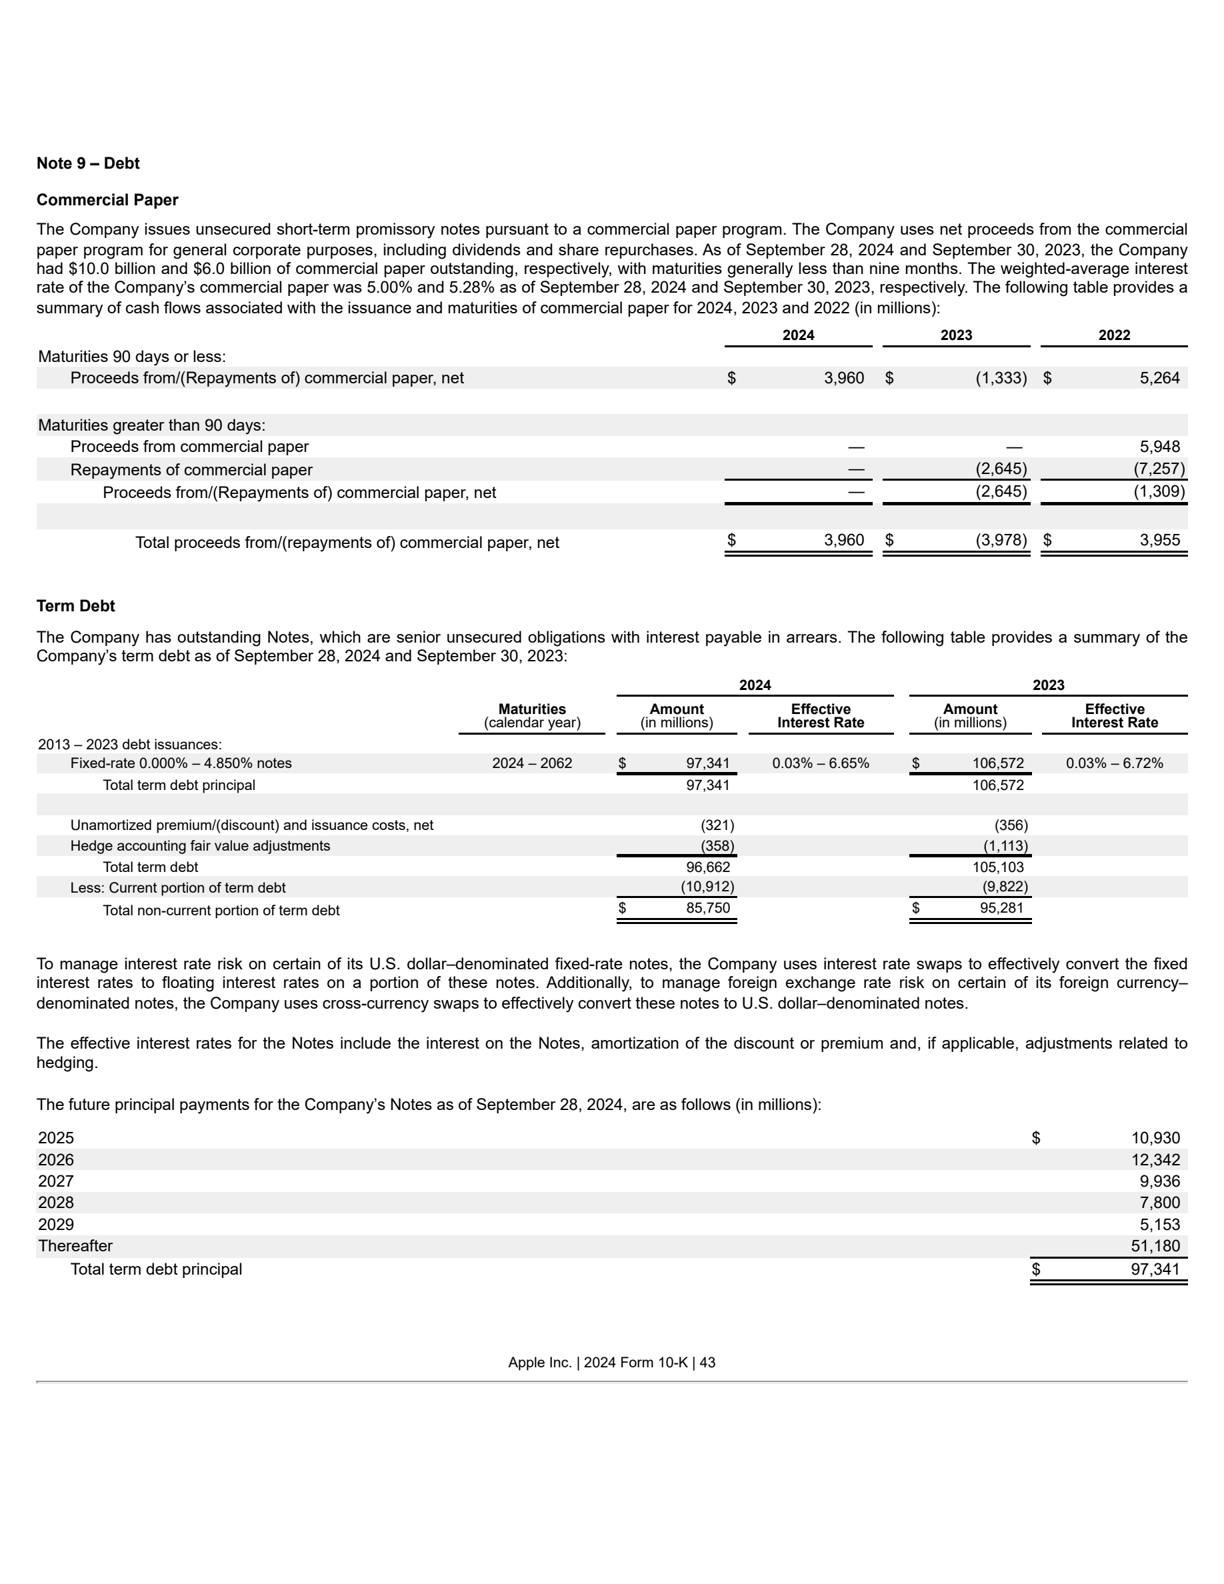 Note 9 – Debt
Commercial Paper
The Company issues unsecured short-term promissory notes pursuant to a commercial paper program. The Company uses net proceeds from the commercial
paper program for general corporate purposes, including dividends and share repurchases. As of September 28, 2024 and September 30, 2023, the Company
had $10.0 billion and $6.0 billion of commercial paper outstanding, respectively, with maturities generally less than nine months. The weighted-average interest
rate of the Company’s commercial paper was 5.00% and 5.28% as of September 28, 2024 and September 30, 2023, respectively. The following table provides a
summary of cash flows associated with the issuance and maturities of commercial paper for 2024, 2023 and 2022 (in millions):
2024 2023 2022
Maturities 90 days or less:
Proceeds from/(Repayments of) commercial paper, net $ 3,960 $ (1,333) $ 5,264
Maturities greater than 90 days:
Proceeds from commercial paper — — 5,948
Repayments of commercial paper — (2,645) (7,257)
Proceeds from/(Repayments of) commercial paper, net — (2,645) (1,309)
Total proceeds from/(repayments of) commercial paper, net $ 3,960 $ (3,978) $ 3,955
Term Debt
The Company has outstanding Notes, which are senior unsecured obligations with interest payable in arrears. The following table provides a summary of the
Company’s term debt as of September 28, 2024 and September 30, 2023:
2024 2023
Maturities Amount Effective Amount Effective
(calendar year) (in millions) Interest Rate (in millions) Interest Rate
2013 – 2023 debt issuances:
Fixed-rate 0.000% – 4.850% notes 2024 – 2062 $ 97,341 0.03% – 6.65% $ 106,572 0.03% – 6.72%
Total term debt principal 97,341 106,572
Unamortized premium/(discount) and issuance costs, net (321) (356)
Hedge accounting fair value adjustments (358) (1,113)
Total term debt 96,662 105,103
Less: Current portion of term debt (10,912) (9,822)
Total non-current portion of term debt $ 85,750 $ 95,281
To manage interest rate risk on certain of its U.S. dollar–denominated fixed-rate notes, the Company uses interest rate swaps to effectively convert the fixed
interest rates to floating interest rates on a portion of these notes. Additionally, to manage foreign exchange rate risk on certain of its foreign currency–
denominated notes, the Company uses cross-currency swaps to effectively convert these notes to U.S. dollar–denominated notes.
The effective interest rates for the Notes include the interest on the Notes, amortization of the discount or premium and, if applicable, adjustments related to
hedging.
The future principal payments for the Company’s Notes as of September 28, 2024, are as follows (in millions):
2025 $ 10,930
2026 12,342
2027 9,936
2028 7,800
2029 5,153
Thereafter 51,180
Total term debt principal $ 97,341
Apple Inc. | 2024 Form 10-K | 43